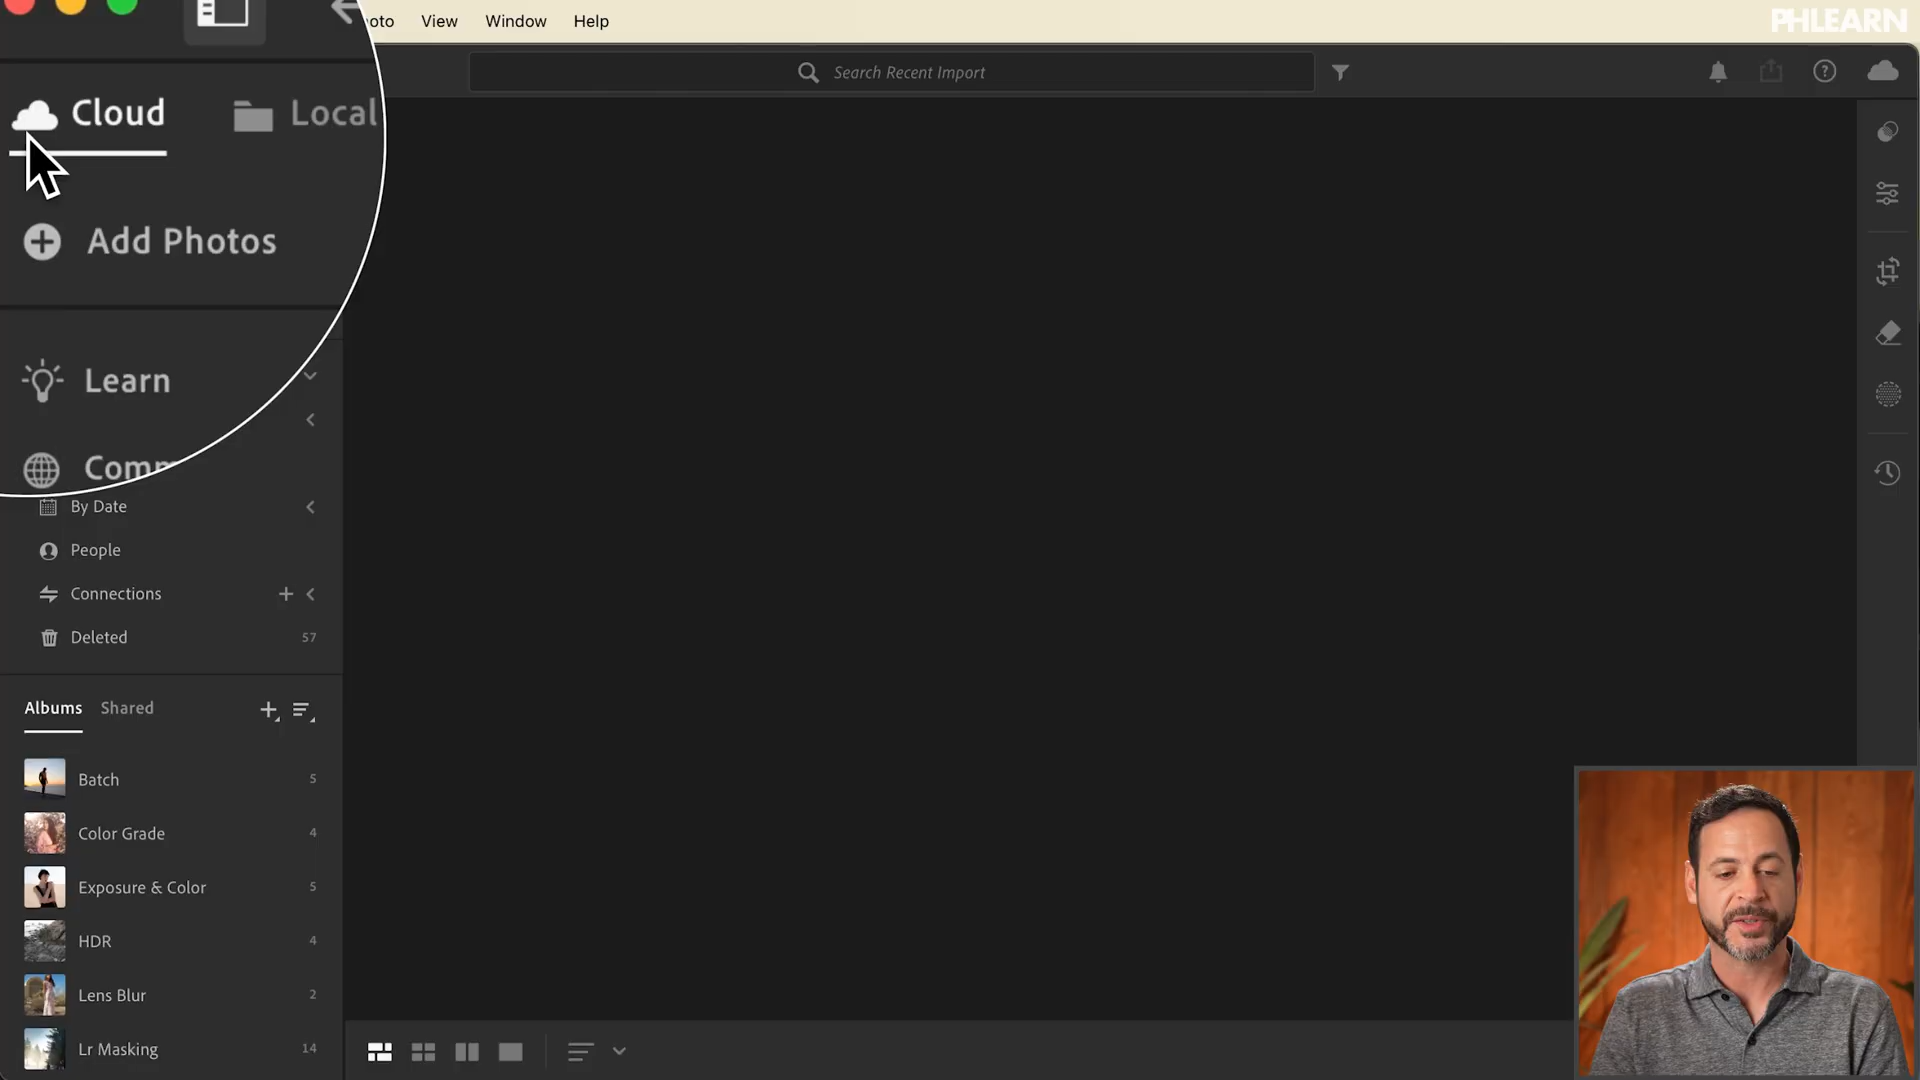 oto View Window Help
PHLEARN
Search Recent Import
Cloud Local
Add Photos
Learn
Comm
By Date
People
Connections
Deleted 57
Albums Shared
Batch 5
Color Grade 4
Exposure & Color 5
HDR 4
Lens Blur 2
Lr Masking 14